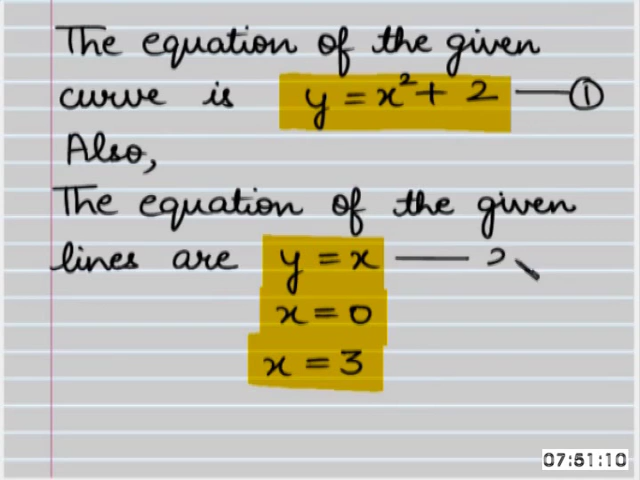 The equation of the given
curve is y = x² + 2 —— ①
Also,
The equation of the given
lines are y = x ——
x = 0
x = 3
07:51:10